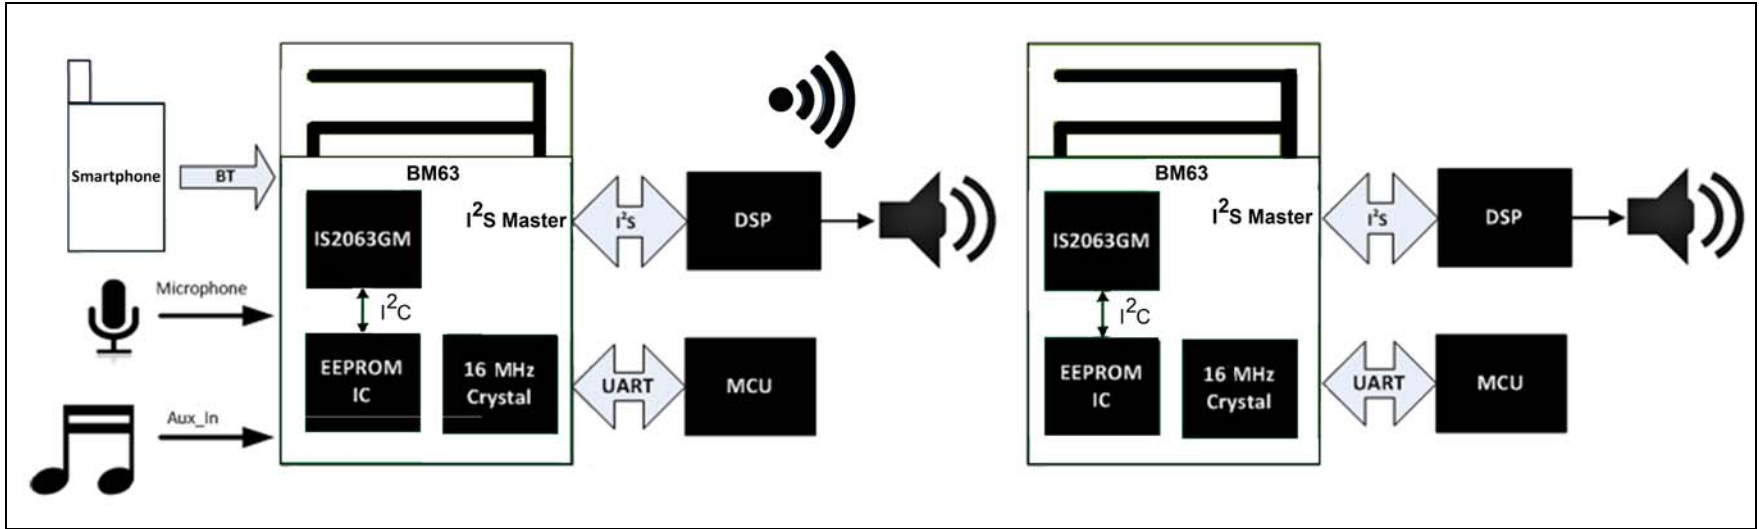 Smartphone
BT
Microphone
Aux_In
BM63
I²S Master
IS2063GM
I²C
EEPROM
IC
16 MHz
Crystal
I²S
DSP
UART
MCU
BM63
I²S Master
IS2063GM
I²C
EEPROM
IC
16 MHz
Crystal
I²S
DSP
UART
MCU